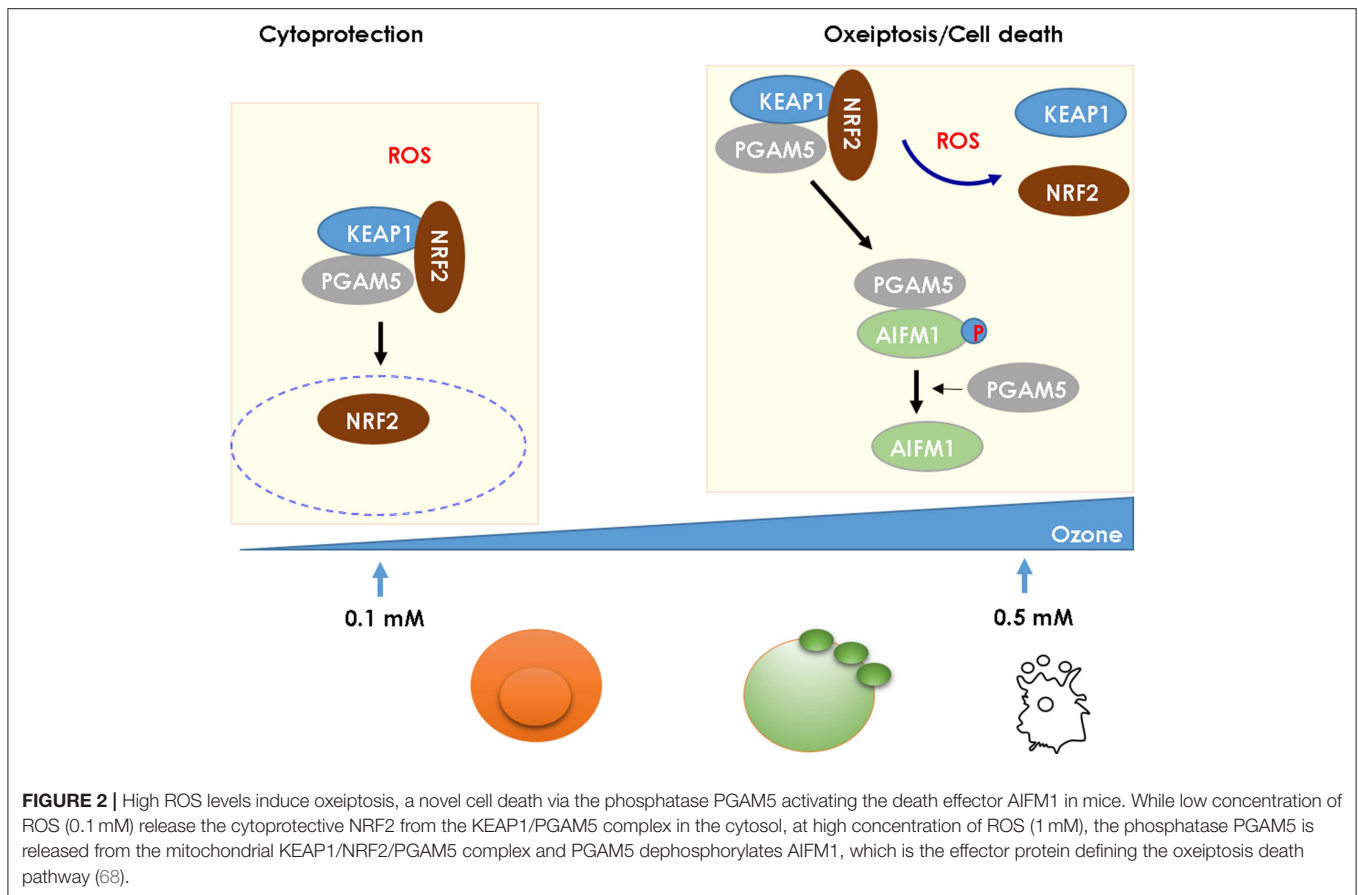 Cytoprotection
Oxeiptosis/Cell death
ROS
KEAP1
NRF2
PGAM5
NRF2
KEAP1
NRF2
PGAM5
ROS
KEAP1
NRF2
PGAM5
AIFM1
P
PGAM5
AIFM1
Ozone
0.1 mM
0.5 mM
FIGURE 2 | High ROS levels induce oxeiptosis, a novel cell death via the phosphatase PGAM5 activating the death effector AIFM1 in mice. While low concentration of
ROS (0.1 mM) release the cytoprotective NRF2 from the KEAP1/PGAM5 complex in the cytosol, at high concentration of ROS (1 mM), the phosphatase PGAM5 is
released from the mitochondrial KEAP1/NRF2/PGAM5 complex and PGAM5 dephosphorylates AIFM1, which is the effector protein defining the oxeiptosis death
pathway (68).